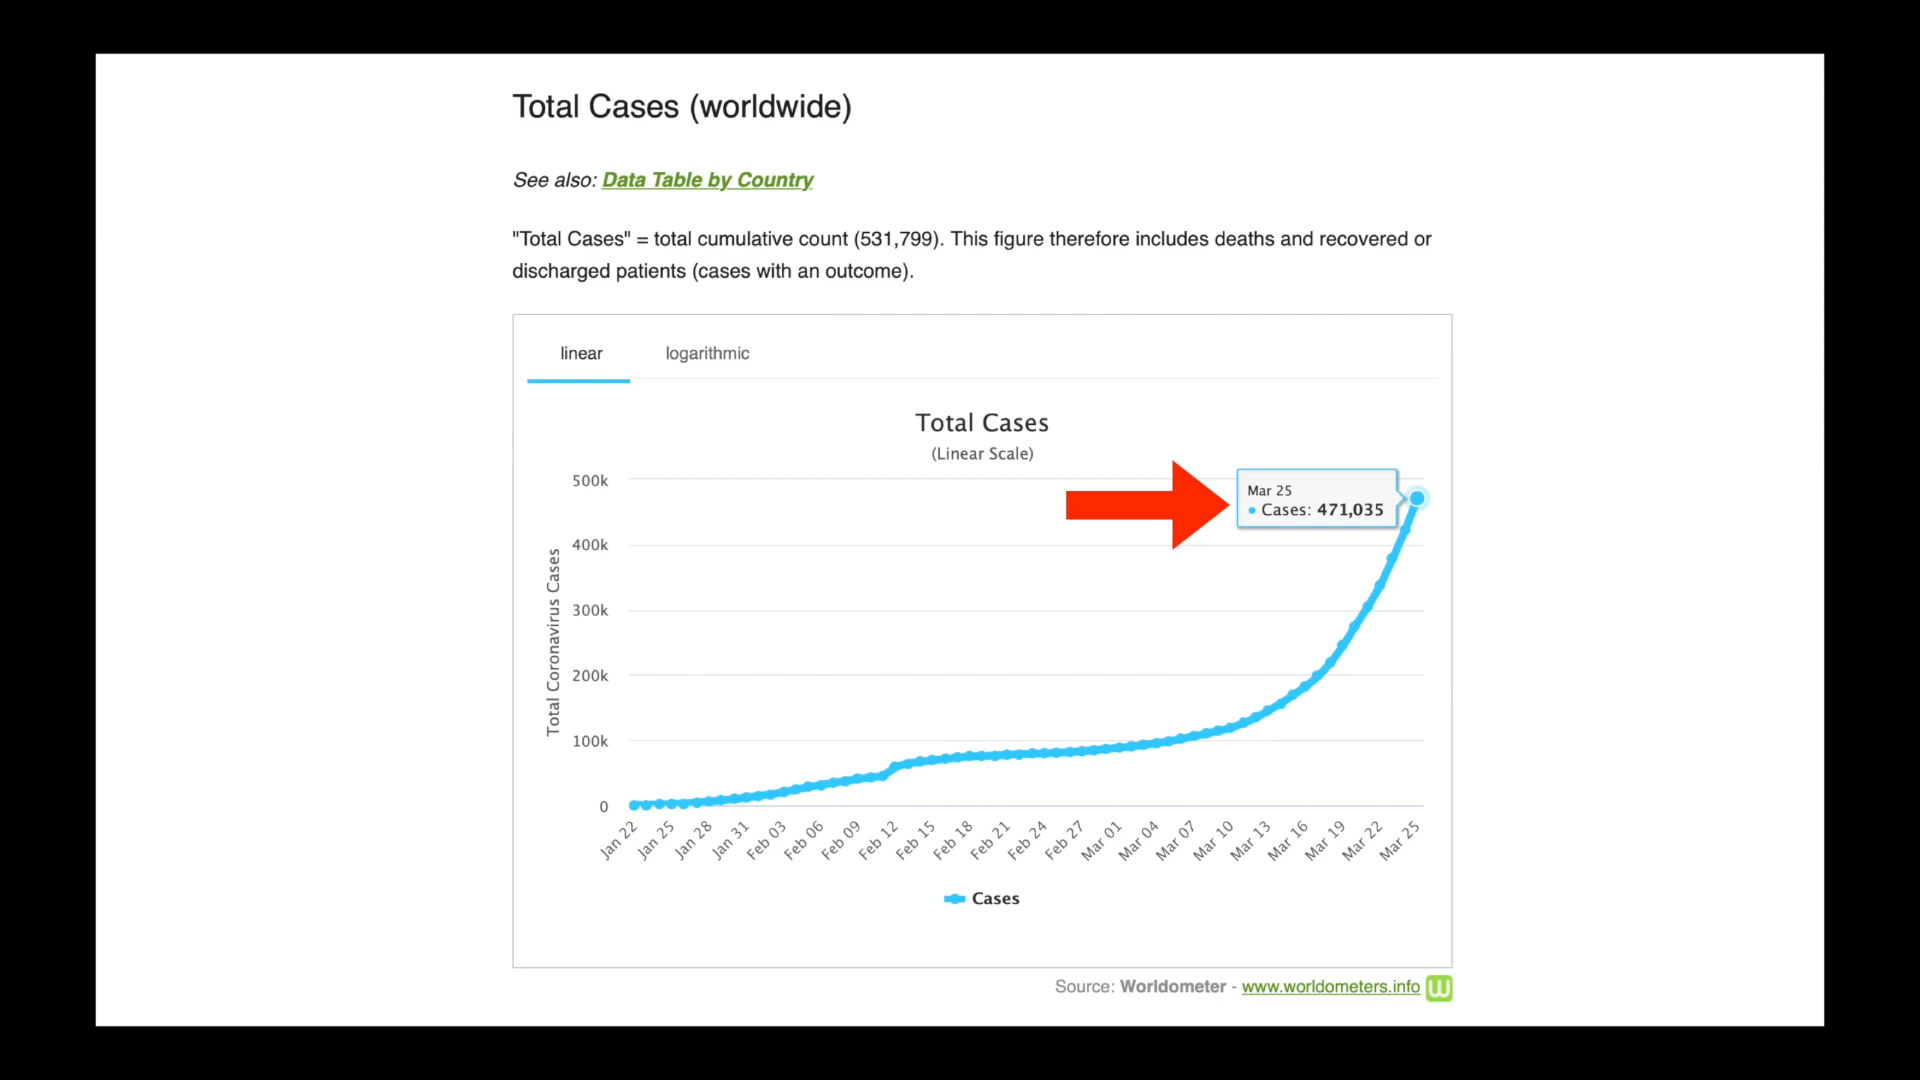 Total Cases (worldwide)
See also: Data Table by Country
"Total Cases" = total cumulative count (531,799). This figure therefore includes deaths and recovered or
discharged patients (cases with an outcome).
linear logarithmic
Total Cases
(Linear Scale)
Mar 25
Cases: 471,035
Total Coronavirus Cases
500k
400k
300k
200k
100k
0
Jan 22 Jan 25 Jan 28 Jan 31 Feb 03 Feb 06 Feb 09 Feb 12 Feb 15 Feb 18 Feb 21 Feb 24 Feb 27 Mar 01 Mar 04 Mar 07 Mar 10 Mar 13 Mar 16 Mar 19 Mar 22 Mar 25
Cases
Source: Worldometer - www.worldometers.info W